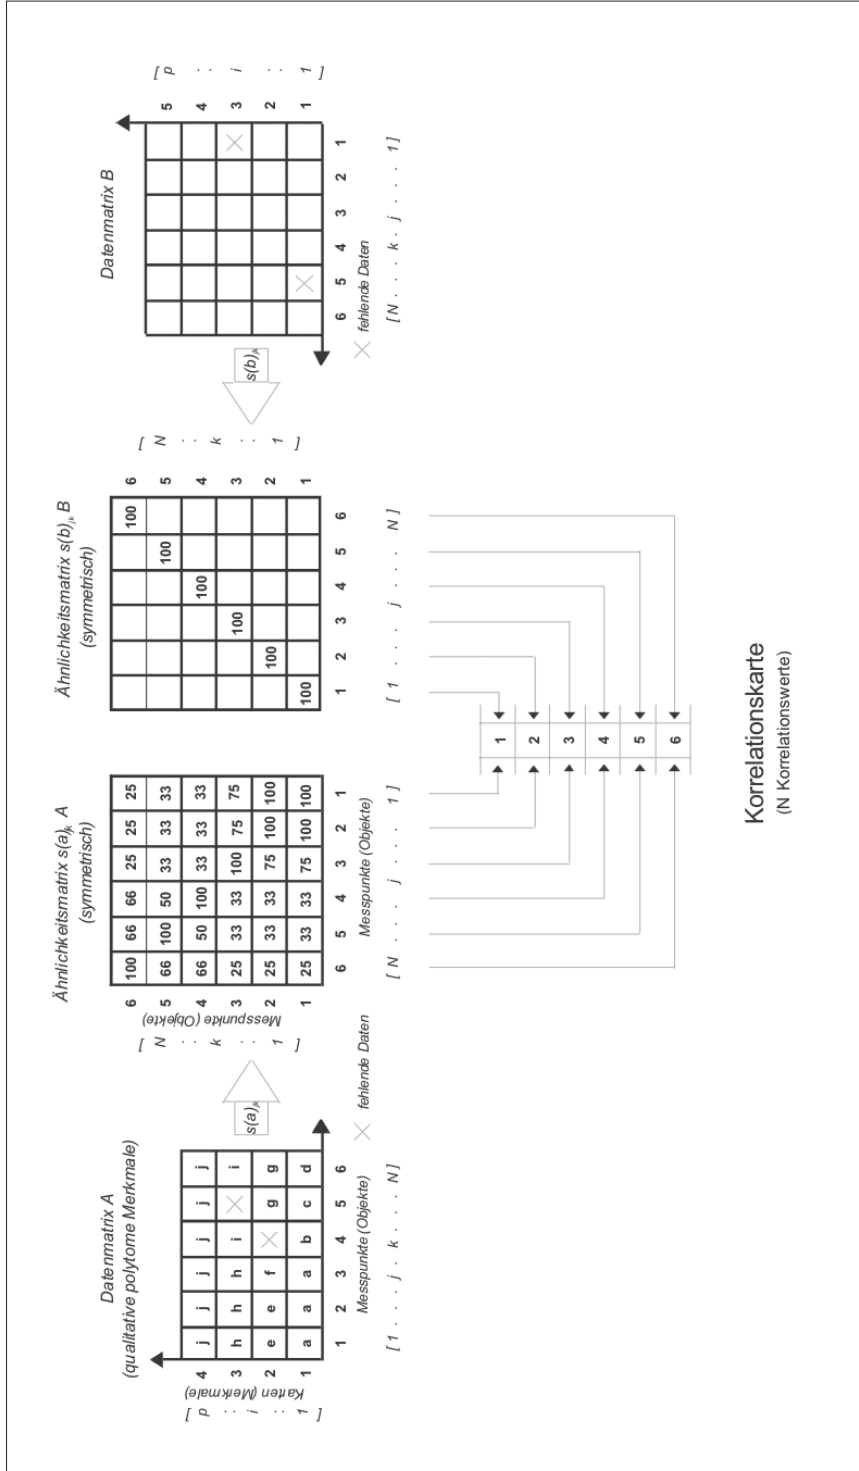 Datenmatrix A
(qualitative polytome Merkmale)
[ p . . i . . 1 ]
Karten (Merkmale)
4 j j j j j j
3 h h h i i
2 e e f g g
1 a a a b c d
1 2 3 4 5 6
Messpunkte (Objekte)
[ 1 . . . j . k . . . N ]
fehlende Daten
s(a)jk
Ähnlichkeitsmatrix s(a)jk A
(symmetrisch)
[ N . . k . . 1 ]
Messpunkte (Objekte)
6 100 66 66 25 25 25
5 66 100 50 33 33 33
4 66 50 100 33 33 33
3 25 33 33 100 75 75
2 25 33 33 75 100 100
1 25 33 33 75 100 100
6 5 4 3 2 1
Messpunkte (Objekte)
[ N . . . j . . . 1 ]
Ähnlichkeitsmatrix s(b)jk B
(symmetrisch)
100 6
100 5
100 4
100 3
100 2
100 1
1 2 3 4 5 6
[ 1 . . . j . . . N ]
[ N . . k . . 1 ]
s(b)jk
Datenmatrix B
5
4
3
2
1
6 5 4 3 2 1
[ p . . i . . 1 ]
fehlende Daten
[ N . . . k . j . . . 1 ]
1 2 3 4 5 6
Korrelationskarte
(N Korrelationswerte)